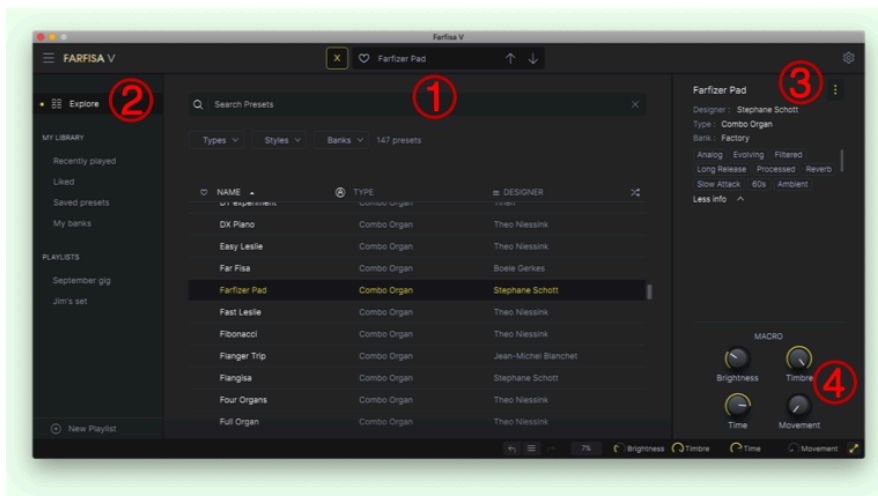 Farfisa V
FARFISA V
X Farfizer Pad
1
2
3
4
Explore
MY LIBRARY
Recently played
Liked
Saved presets
My banks
PLAYLISTS
September gig
Jim's set
New Playlist
Search Presets
Types Styles Banks 147 presets
NAME TYPE DESIGNER
DX Piano Combo Organ Theo Niessink
Easy Leslie Combo Organ Theo Niessink
Far Fisa Combo Organ Boele Gerkes
Farfizer Pad Combo Organ Stephane Schott
Fast Leslie Combo Organ Theo Niessink
Fibonacci Combo Organ Theo Niessink
Flanger Trip Combo Organ Jean-Michel Blanchet
Flangisa Combo Organ Stephane Schott
Four Organs Combo Organ Theo Niessink
Full Organ Combo Organ Theo Niessink
Farfizer Pad
Designer : Stephane Schott
Type : Combo Organ
Bank : Factory
Analog Evolving Filtered
Long Release Processed Reverb
Slow Attack 60s Ambient
Less info
MACRO
Brightness Timbre
Time Movement
7% Brightness Timbre Time Movement